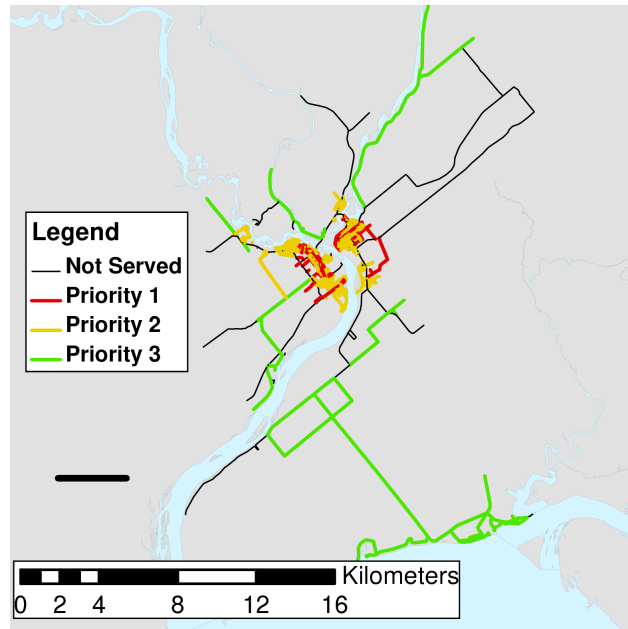 Legend
Not Served
Priority 1
Priority 2
Priority 3
Kilometers
0 2 4 8 12 16